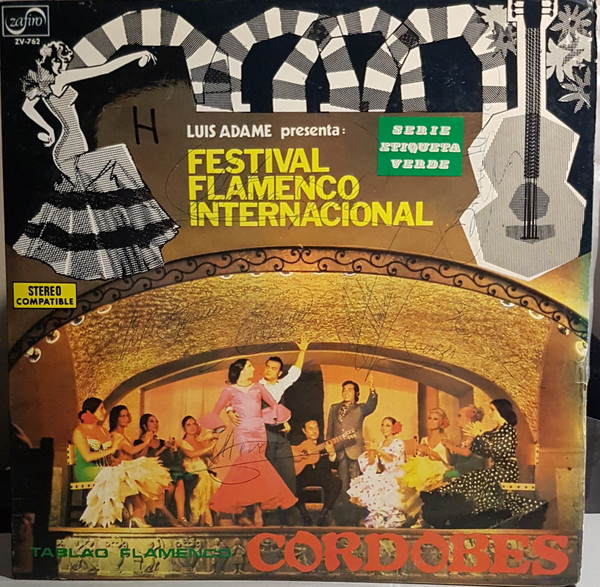 zafiro
ZV-762
H
LUIS ADAME presenta:
SERIE
ETIQUETA
VERDE
FESTIVAL
FLAMENCO
INTERNACIONAL
STEREO
COMPATIBLE
TABLAO FLAMENCO CORDOBES